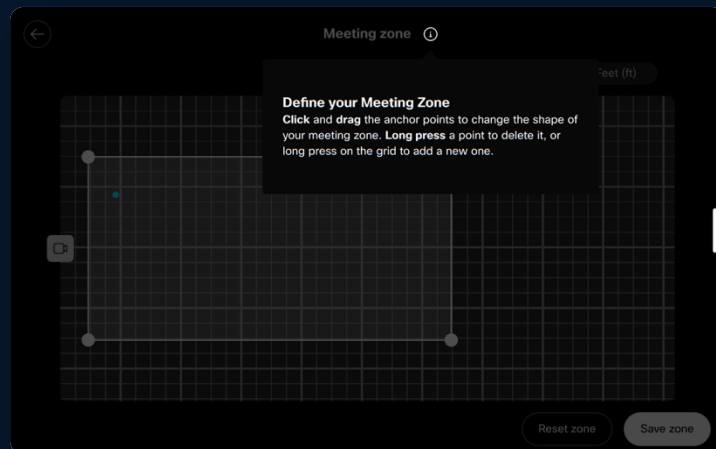 Meeting zone
Feet (ft)
Define your Meeting Zone
Click and drag the anchor points to change the shape of
your meeting zone. Long press a point to delete it, or
long press on the grid to add a new one.
Reset zone
Save zone